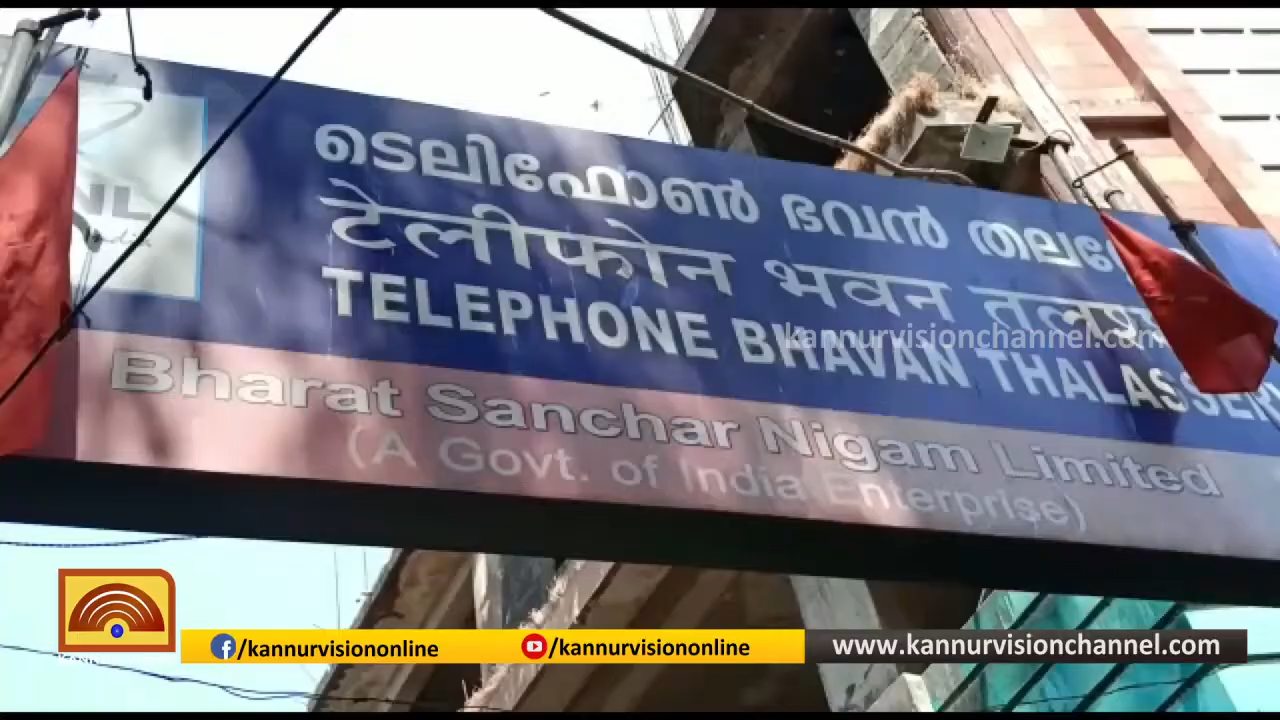 ടെലിഫോൺ ഭവൻ
टेलीफोन भवन
TELEPHONE BHAVAN THALASSER
Bharat Sanchar Nigam Limited
(A Govt. of India Enterprise)
kannurvisionchannel.com
/kannurvisiononline /kannurvisiononline www.kannurvisionchannel.com